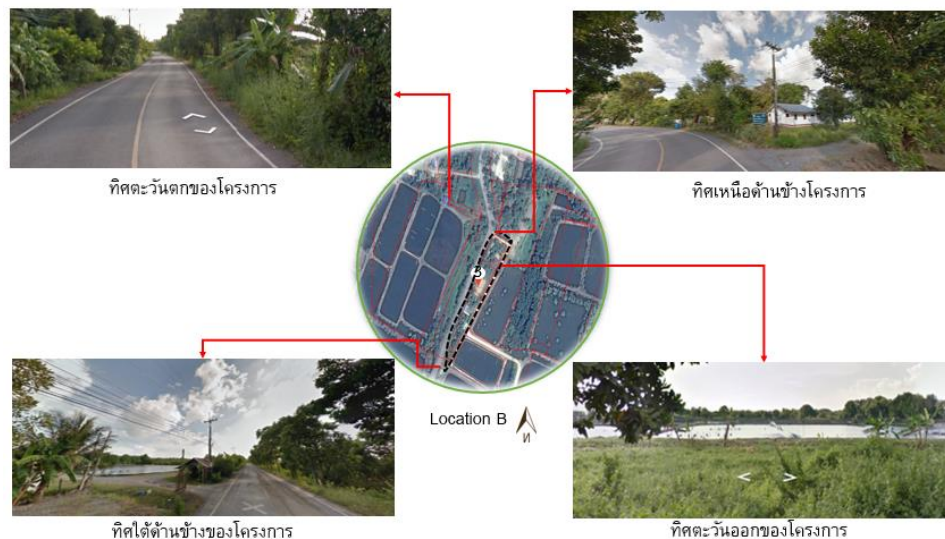 ทิศตะวันตกของโครงการ
ทิศเหนือด้านข้างโครงการ
Location B
ทิศใต้ด้านข้างของโครงการ
ทิศตะวันออกของโครงการ